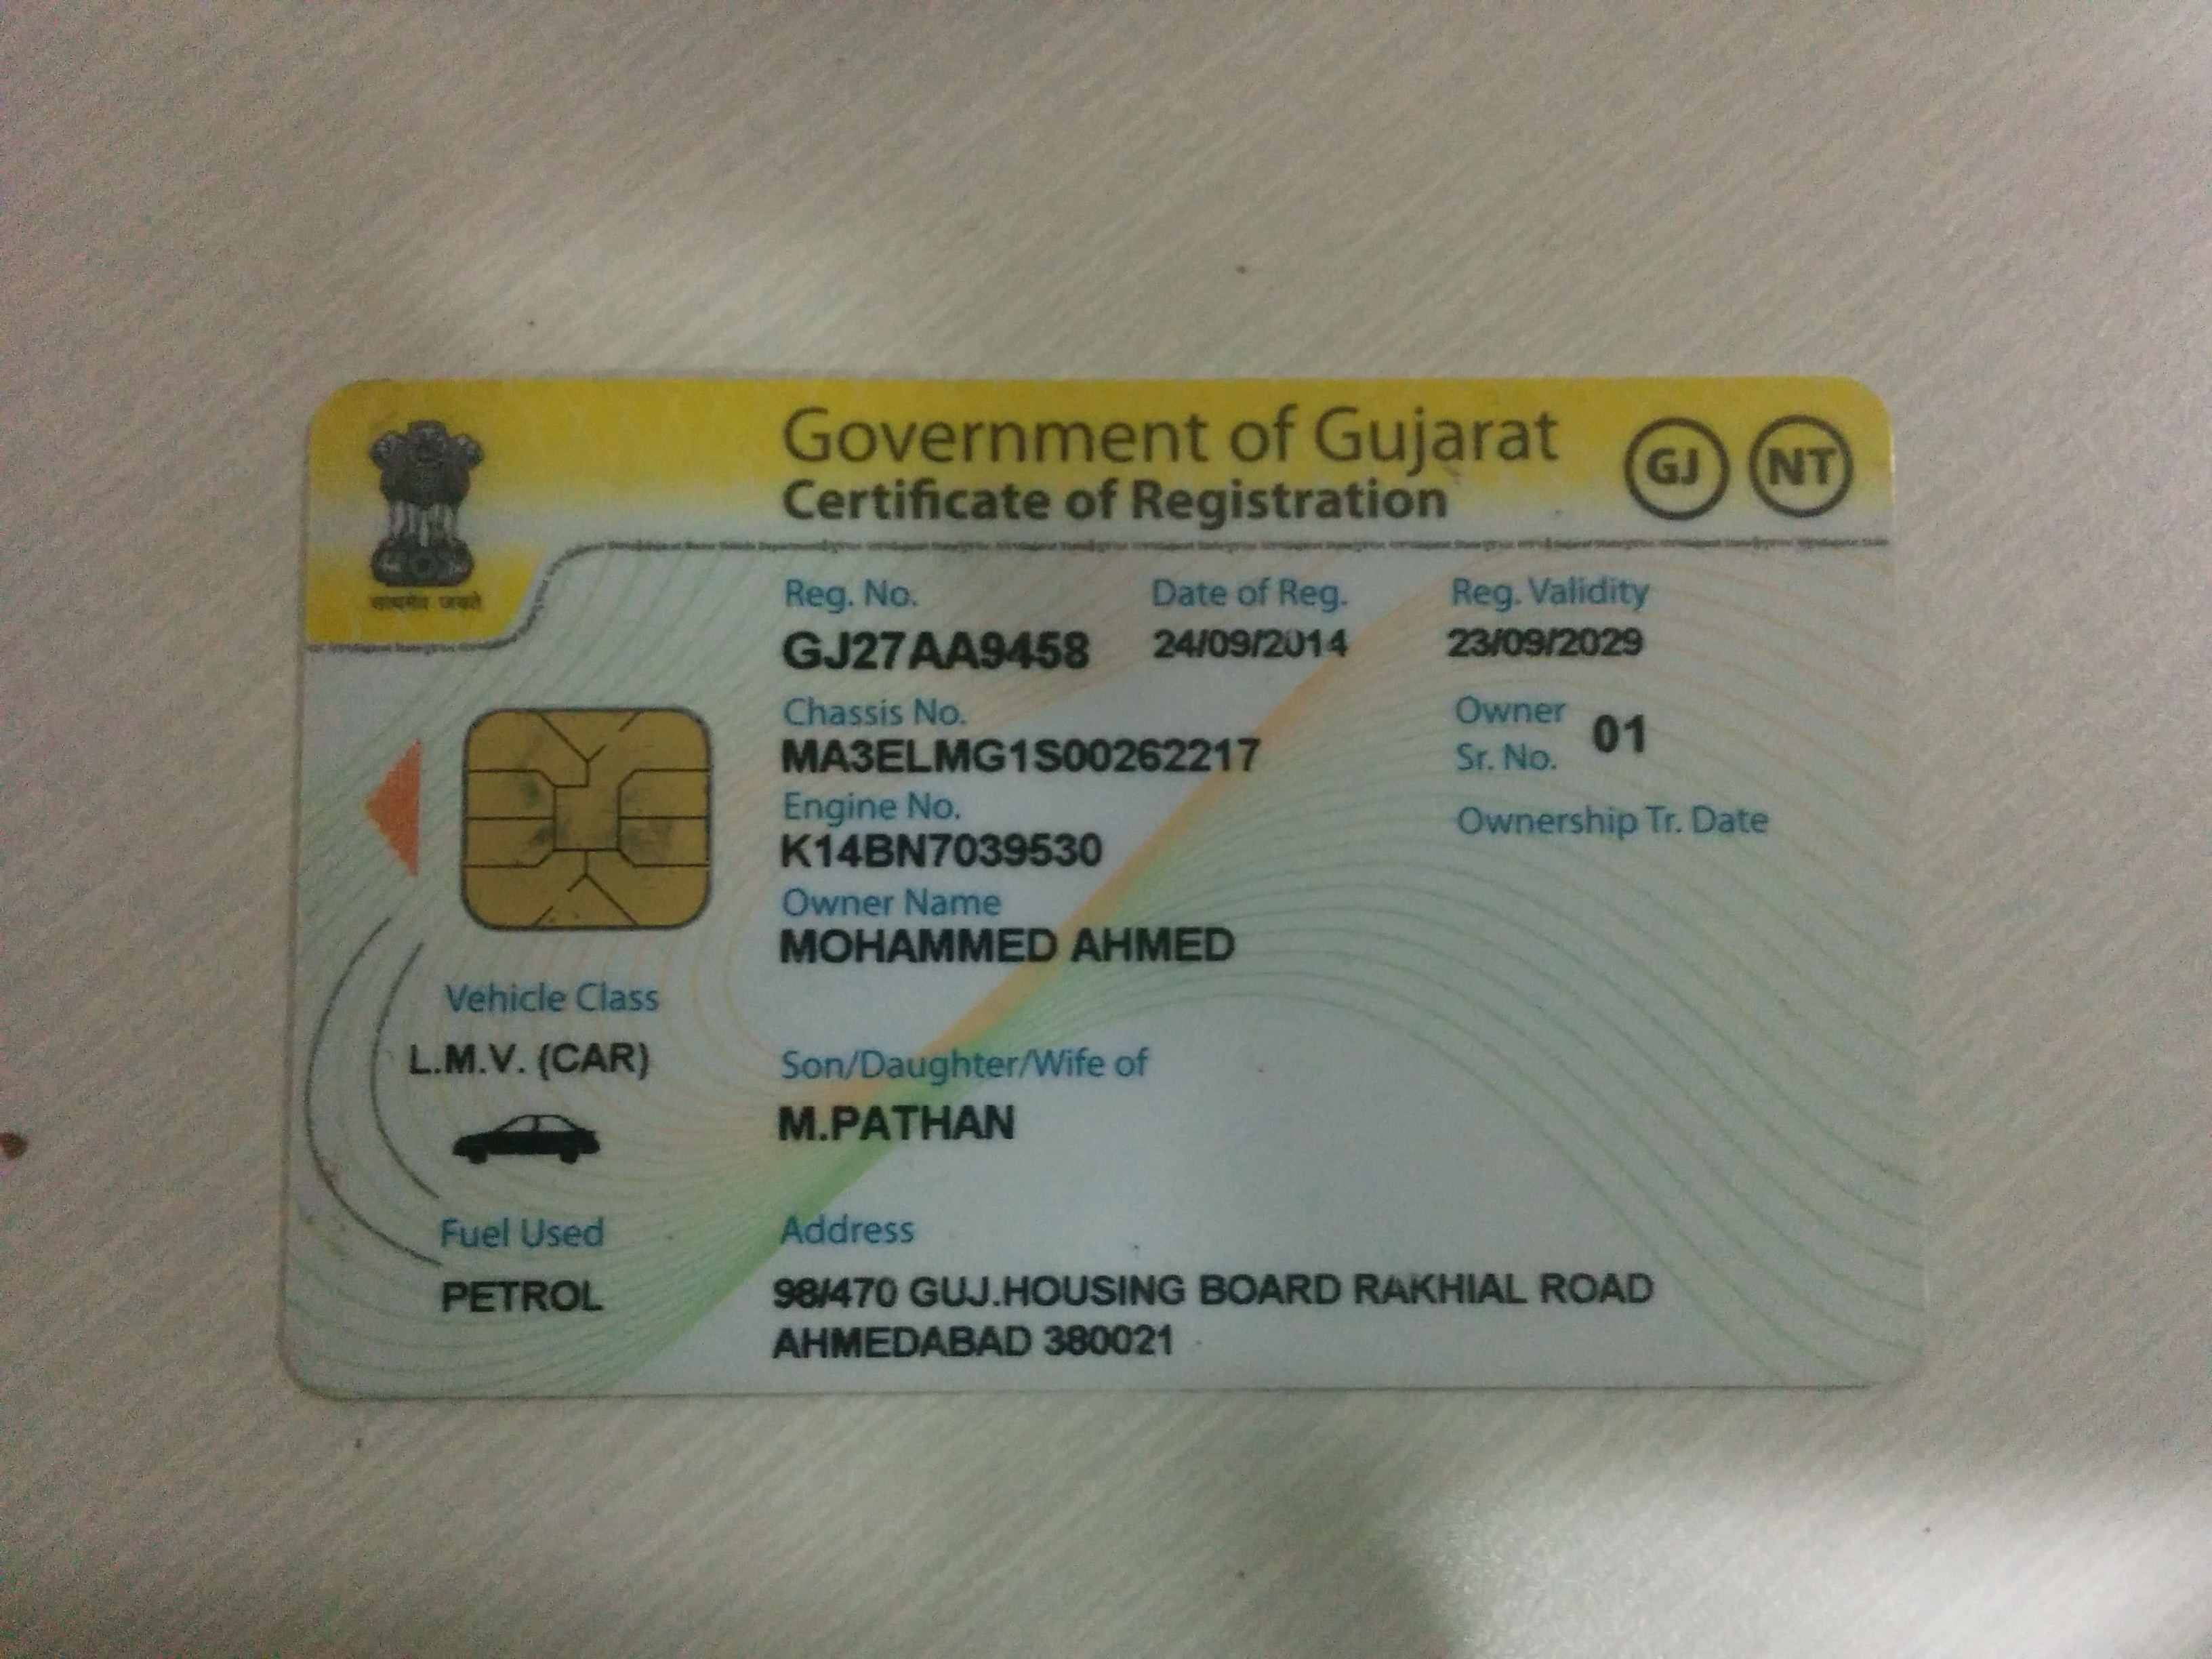 Government of Gujarat
Certificate of Registration
GJ NT
सत्यमेव जयते
Reg. No. Date of Reg. Reg. Validity
GJ27AA9458 24/09/2014 23/09/2029
Chassis No. Owner
MA3ELMG1S00262217 Sr. No. 01
Engine No. Ownership Tr. Date
K14BN7039530
Owner Name
MOHAMMED AHMED
Vehicle Class
L.M.V. (CAR)
Son/Daughter/Wife of
M.PATHAN
Fuel Used
PETROL
Address
98/470 GUJ.HOUSING BOARD RAKHIAL ROAD
AHMEDABAD 380021